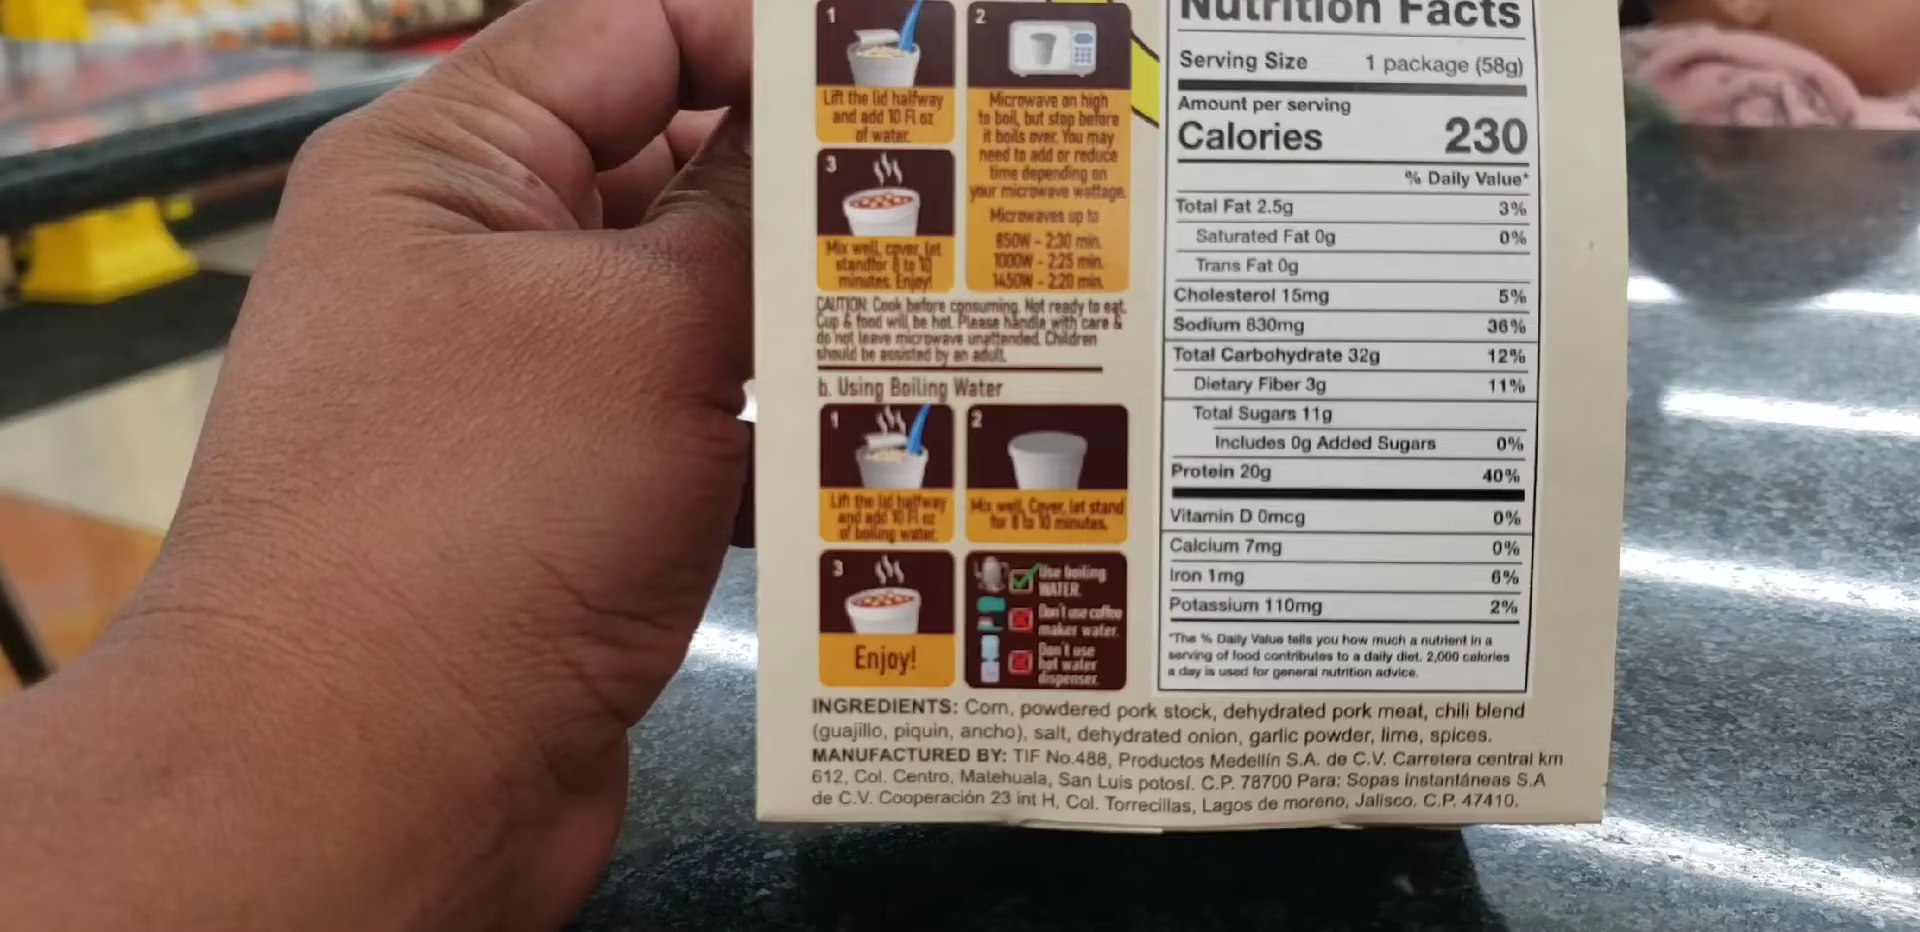 1
Lift the lid halfway
and add 10 Fl oz
of water.
2
Microwave on high
to boil, but stop before
it boils over. You may
need to add or reduce
time depending on
your microwave wattage.
Microwaves up to
850W - 2:30 min.
1000W - 2:25 min.
1450W - 2:20 min.
3
Mix well, cover, let
standfor 8 to 10
minutes. Enjoy!
CAUTION: Cook before consuming. Not ready to eat.
Cup & food will be hot. Please handle with care &
do not leave microwave unattended. Children
should be assisted by an adult.
b. Using Boiling Water
1
Lift the lid halfway
and add 10 Fl oz
of boiling water.
2
Mix well. Cover, let stand
for 8 to 10 minutes.
3
Enjoy!
Use boiling
WATER.
Don't use coffee
maker water.
Don't use
hot water
dispenser.
Nutrition Facts
Serving Size 1 package (58g)
Amount per serving
Calories 230
% Daily Value*
Total Fat 2.5g 3%
Saturated Fat 0g 0%
Trans Fat 0g
Cholesterol 15mg 5%
Sodium 830mg 36%
Total Carbohydrate 32g 12%
Dietary Fiber 3g 11%
Total Sugars 11g
Includes 0g Added Sugars 0%
Protein 20g 40%
Vitamin D 0mcg 0%
Calcium 7mg 0%
Iron 1mg 6%
Potassium 110mg 2%
*The % Daily Value tells you how much a nutrient in a
serving of food contributes to a daily diet. 2,000 calories
a day is used for general nutrition advice.
INGREDIENTS: Corn, powdered pork stock, dehydrated pork meat, chili blend
(guajillo, piquin, ancho), salt, dehydrated onion, garlic powder, lime, spices.
MANUFACTURED BY: TIF No.488, Productos Medellín S.A. de C.V. Carretera central km
612, Col. Centro, Matehuala, San Luis potosí. C.P. 78700 Para: Sopas instantáneas S.A
de C.V. Cooperación 23 int H, Col. Torrecillas, Lagos de moreno, Jalisco. C.P. 47410.